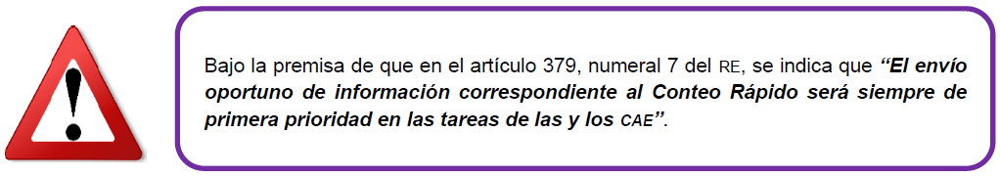 Bajo la premisa de que en el artículo 379, numeral 7 del RE, se indica que “El envío
oportuno de información correspondiente al Conteo Rápido será siempre de
primera prioridad en las tareas de las y los CAE”.